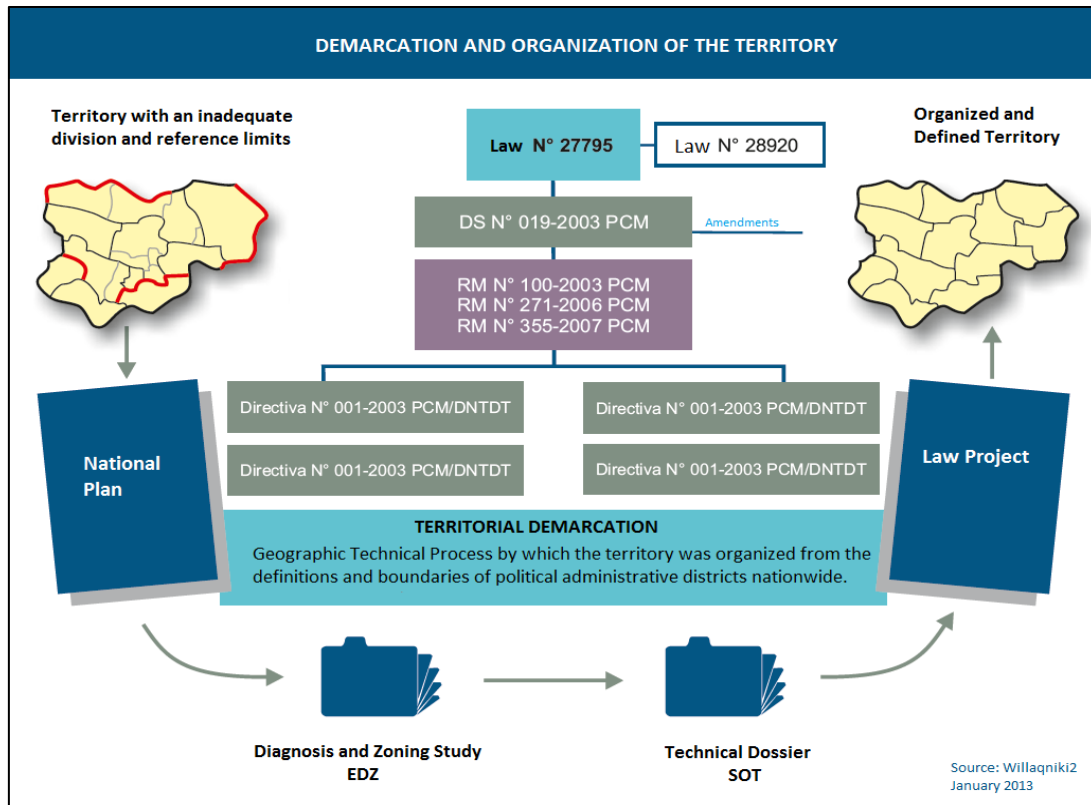 DEMARCATION AND ORGANIZATION OF THE TERRITORY
Territory with an inadequate
division and reference limits
Law N° 27795
Law N° 28920
Organized and
Defined Territory
DS N° 019-2003 PCM
Amendments
RM N° 100-2003 PCM
RM N° 271-2006 PCM
RM N° 355-2007 PCM
Directiva N° 001-2003 PCM/DNTDT
Directiva N° 001-2003 PCM/DNTDT
Directiva N° 001-2003 PCM/DNTDT
Directiva N° 001-2003 PCM/DNTDT
National
Plan
Law Project
TERRITORIAL DEMARCATION
Geographic Technical Process by which the territory was organized from the
definitions and boundaries of political administrative districts nationwide.
Diagnosis and Zoning Study
EDZ
Technical Dossier
SOT
Source: Willaqniki2
January 2013